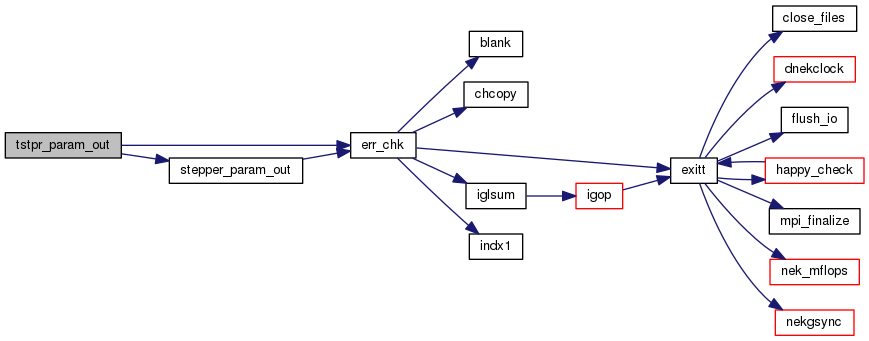 tstpr_param_out
stepper_param_out
err_chk
blank
chcopy
iglsum
indx1
igop
exitt
close_files
dnekclock
flush_io
happy_check
mpi_finalize
nek_mflops
nekgsync